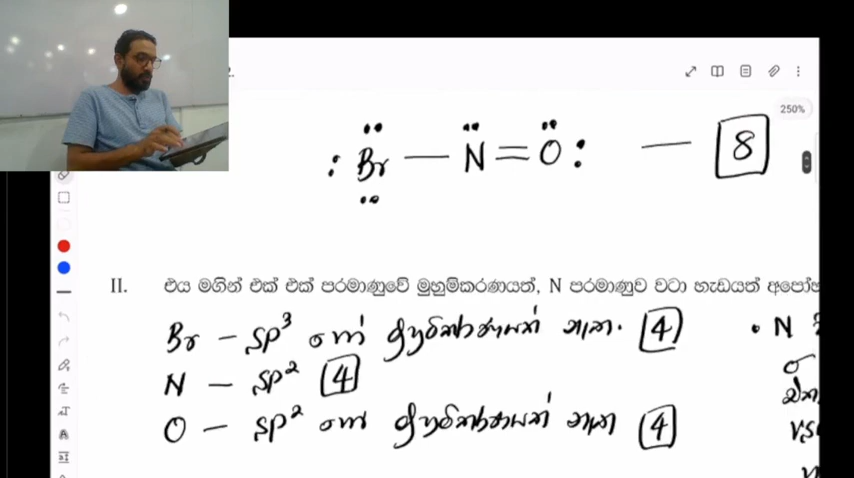 2.
250%
Br — N = O — 8
II. එය මගින් එක් එක් පරමාණුවේ මුහුම්කරණයත්, N පරමාණුව වටා හැඩයත් අපෝහ
Br — sp³ හෝ මුහුම්කරණයක් නැත. 4 • N
N — sp² 4 σ
O — sp² හෝ මුහුම්කරණයක් නැත 4